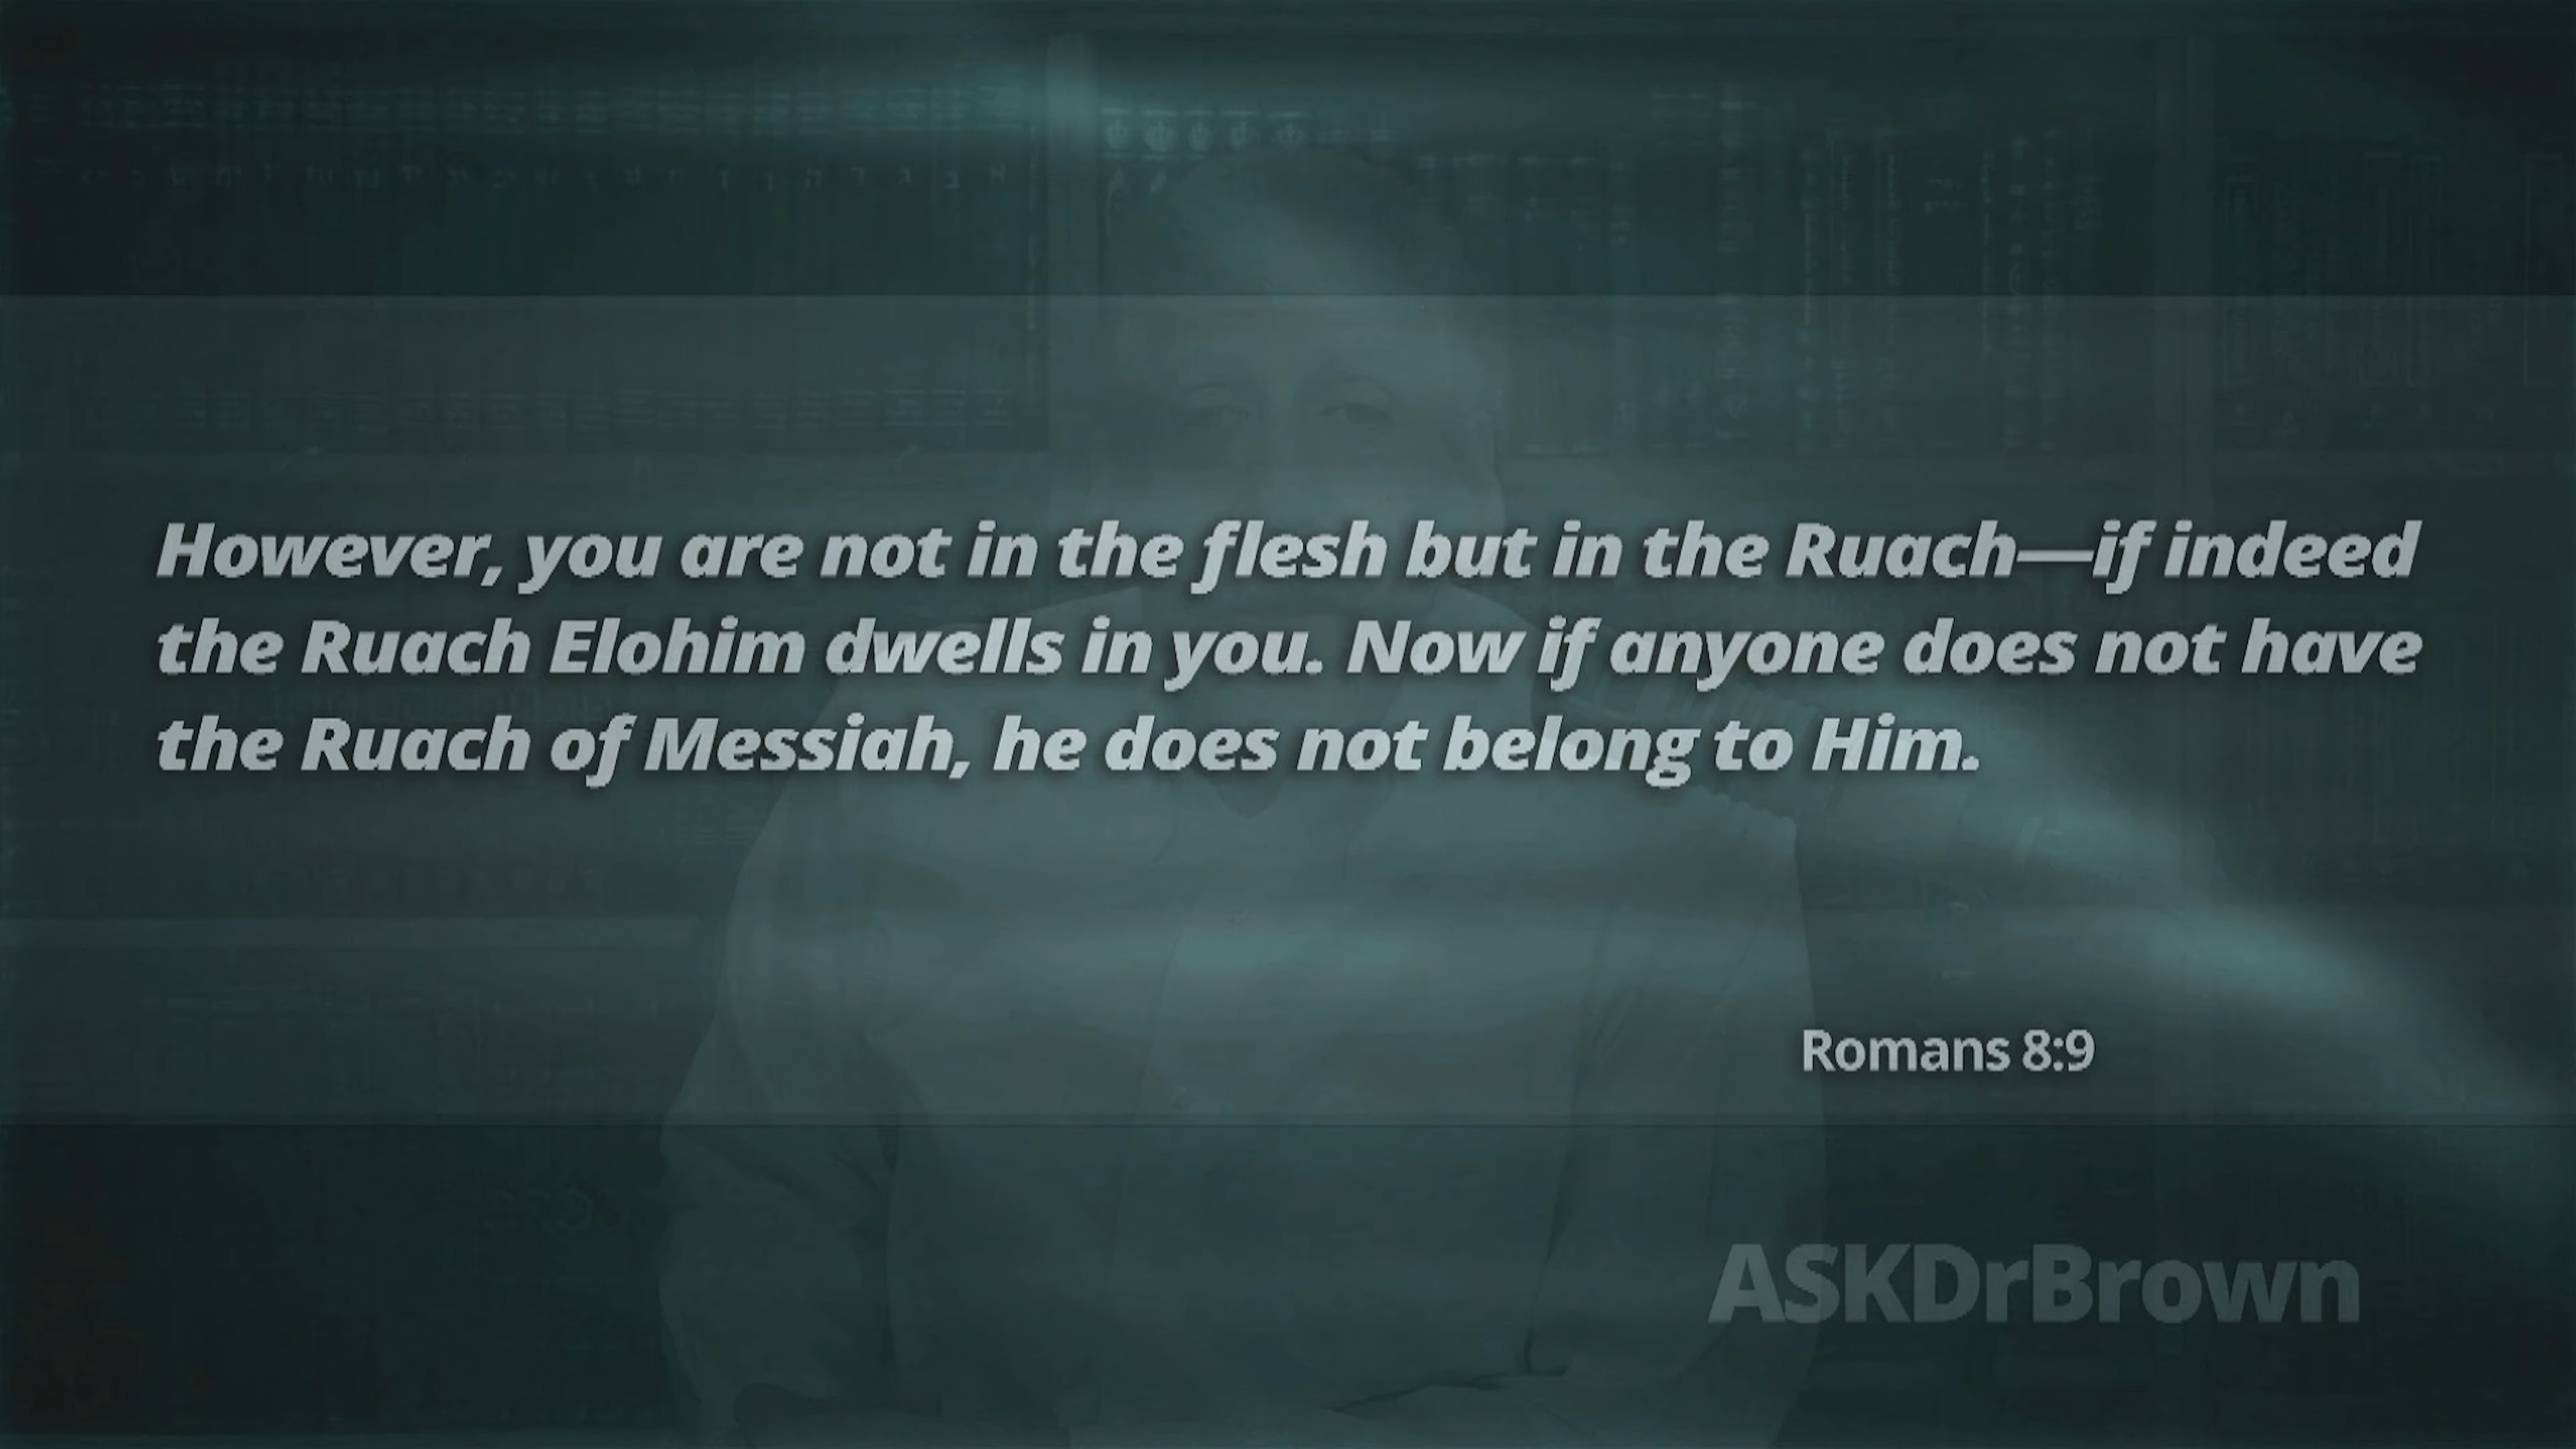 However, you are not in the flesh but in the Ruach—if indeed
the Ruach Elohim dwells in you. Now if anyone does not have
the Ruach of Messiah, he does not belong to Him.
Romans 8:9
ASKDrBrown